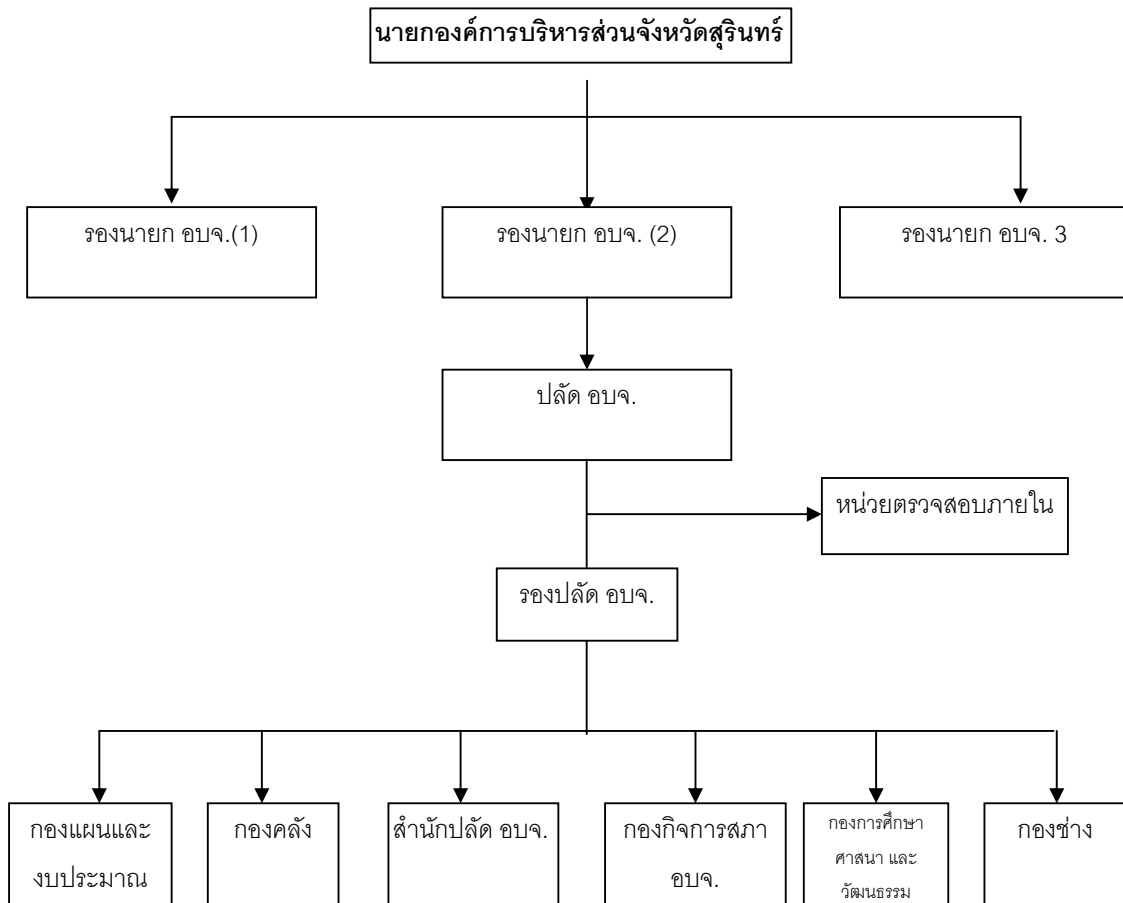 นายกองค์การบริหารส่วนจังหวัดสุรินทร์
รองนายก อบจ.(1)
รองนายก อบจ. (2)
รองนายก อบจ. 3
ปลัด อบจ.
หน่วยตรวจสอบภายใน
รองปลัด อบจ.
กองแผนและ
งบประมาณ
กองคลัง
สำนักปลัด อบจ.
กองกิจการสภา
อบจ.
กองการศึกษา
ศาสนา และ
วัฒนธรรม
กองช่าง